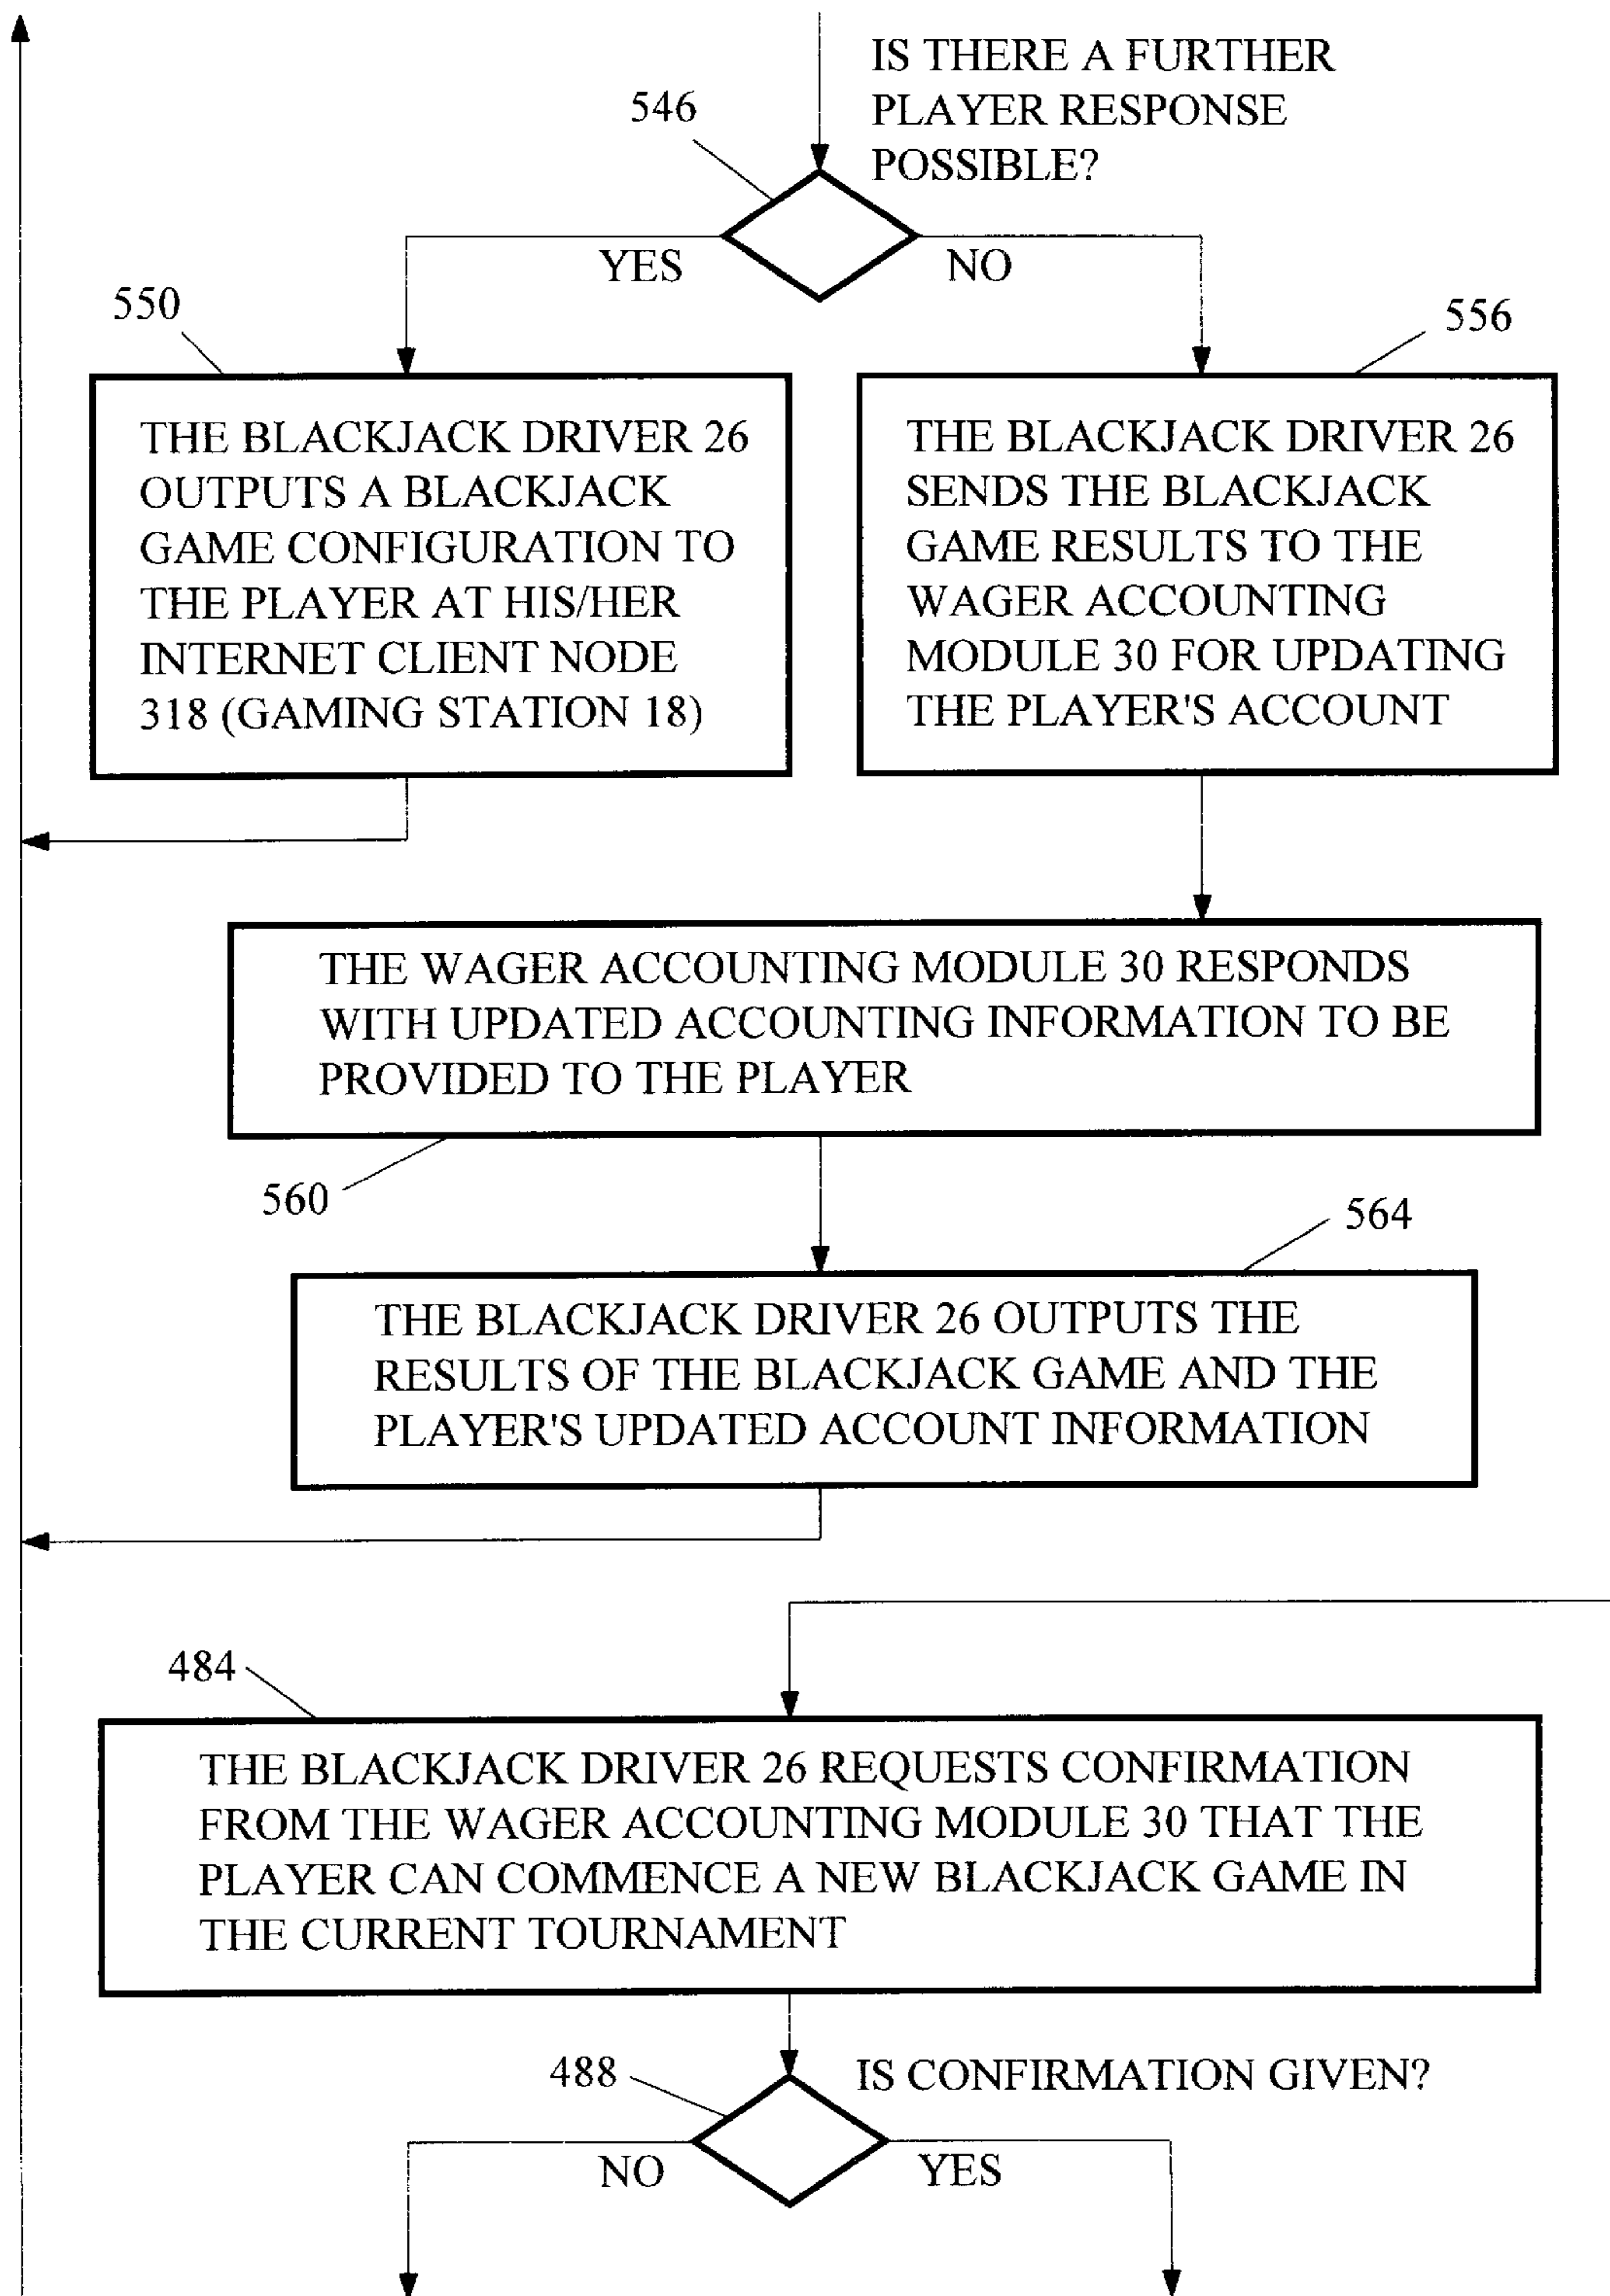 IS THERE A FURTHER
PLAYER RESPONSE
POSSIBLE?
546
YES
NO
550
556
THE BLACKJACK DRIVER 26
OUTPUTS A BLACKJACK
GAME CONFIGURATION TO
THE PLAYER AT HIS/HER
INTERNET CLIENT NODE
318 (GAMING STATION 18)
THE BLACKJACK DRIVER 26
SENDS THE BLACKJACK
GAME RESULTS TO THE
WAGER ACCOUNTING
MODULE 30 FOR UPDATING
THE PLAYER'S ACCOUNT
THE WAGER ACCOUNTING MODULE 30 RESPONDS
WITH UPDATED ACCOUNTING INFORMATION TO BE
PROVIDED TO THE PLAYER
560
564
THE BLACKJACK DRIVER 26 OUTPUTS THE
RESULTS OF THE BLACKJACK GAME AND THE
PLAYER'S UPDATED ACCOUNT INFORMATION
484
THE BLACKJACK DRIVER 26 REQUESTS CONFIRMATION
FROM THE WAGER ACCOUNTING MODULE 30 THAT THE
PLAYER CAN COMMENCE A NEW BLACKJACK GAME IN
THE CURRENT TOURNAMENT
488
IS CONFIRMATION GIVEN?
NO
YES